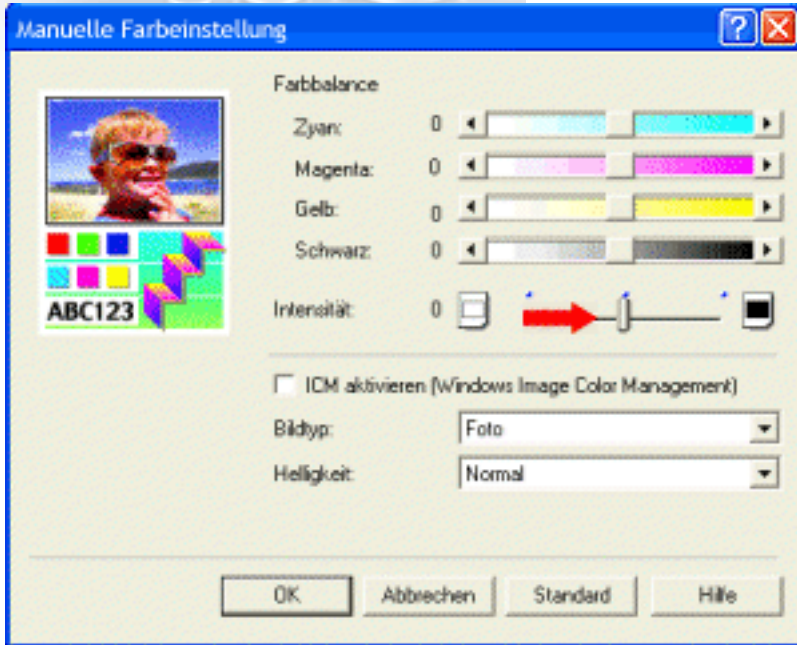 Manuelle Farbeinstellung
Farbbalance
Zyan: 0
Magenta: 0
Gelb: 0
Schwarz: 0
ABC123
Intensität: 0
ICM aktivieren (Windows Image Color Management)
Bildtyp: Foto
Helligkeit: Normal
OK Abbrechen Standard Hilfe